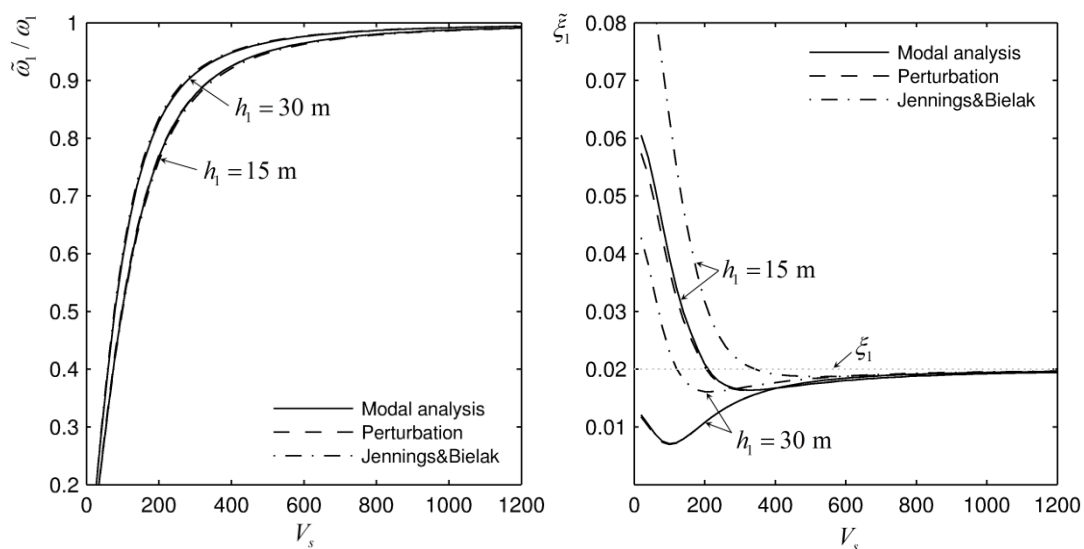 ω̃₁ / ω₁
1
0.9
0.8
0.7
0.6
0.5
0.4
0.3
0.2
h₁ = 30 m
h₁ = 15 m
Modal analysis
Perturbation
Jennings&Bielak
0
200
400
600
800
1000
1200
Vₛ
ξ̃₁
0.08
0.07
0.06
0.05
0.04
0.03
0.02
0.01
Modal analysis
Perturbation
Jennings&Bielak
h₁ = 15 m
ξ₁
h₁ = 30 m
0
200
400
600
800
1000
1200
Vₛ